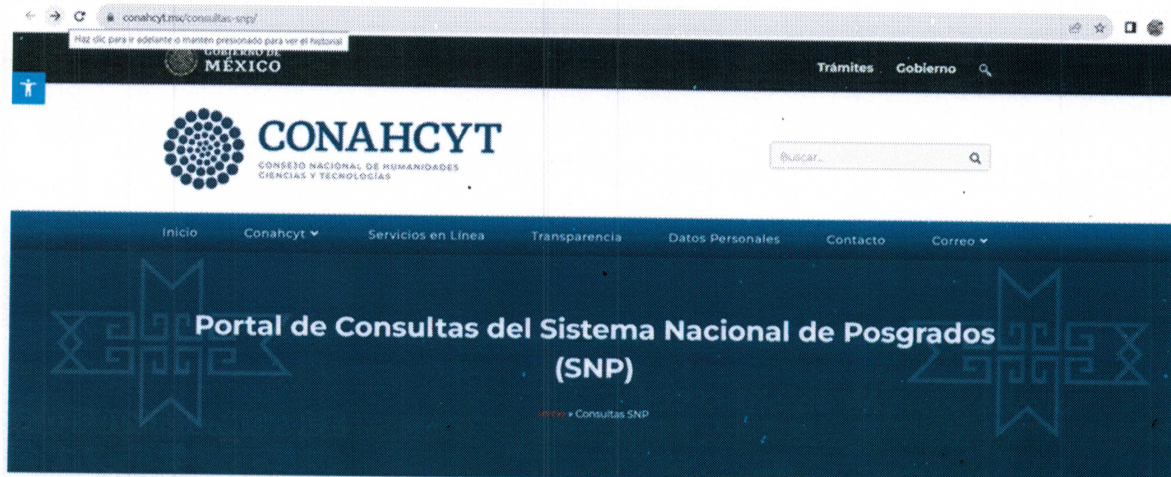 conahcyt.mx/consultas-snp/
Haz clic para ir adelante o mantén presionado para ver el historial
GOBIERNO DE
MÉXICO
Trámites Gobierno
CONAHCYT
CONSEJO NACIONAL DE HUMANIDADES
CIENCIAS Y TECNOLOGÍAS
Buscar...
Inicio Conahcyt Servicios en Línea Transparencia Datos Personales Contacto Correo
Portal de Consultas del Sistema Nacional de Posgrados
(SNP)
Inicio » Consultas SNP